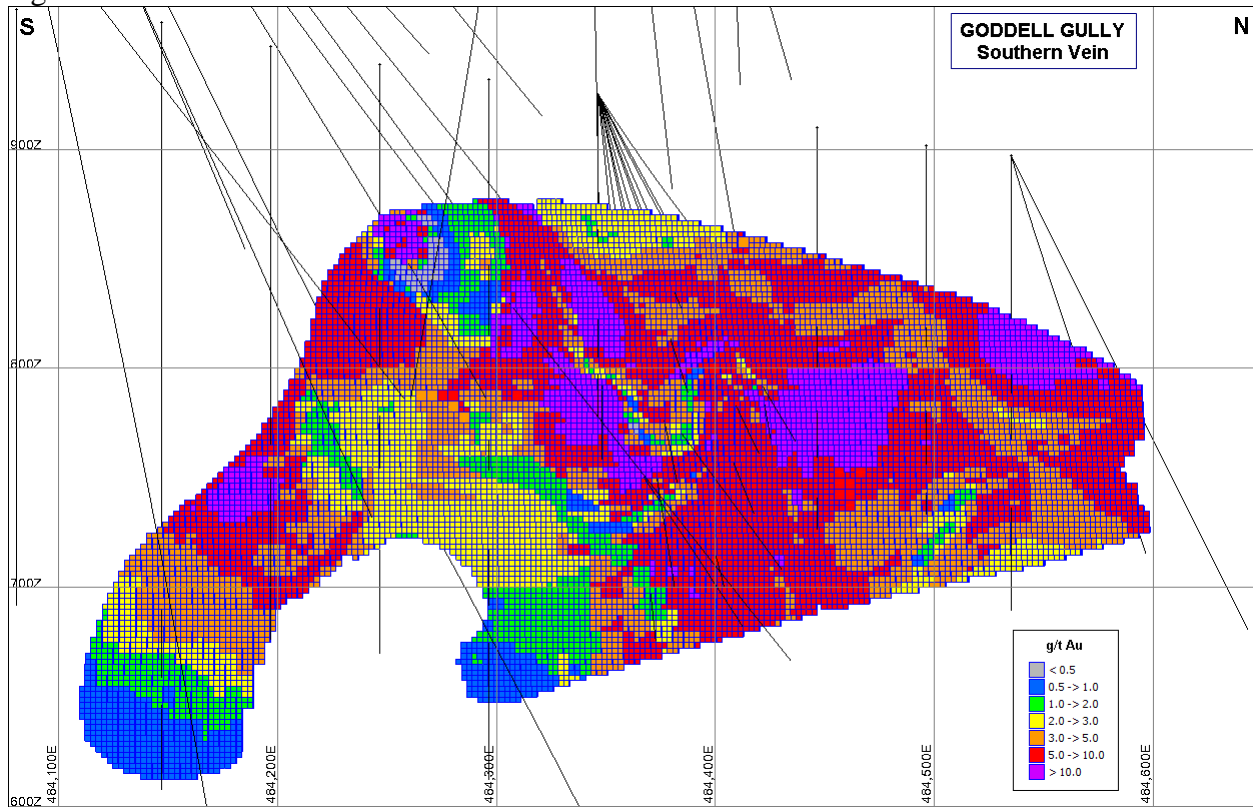 S
GODDELL GULLY
Southern Vein
N
900Z
800Z
700Z
600Z
484,100E
484,200E
484,300E
484,400E
484,500E
484,600E
g/t Au
< 0.5
0.5 -> 1.0
1.0 -> 2.0
2.0 -> 3.0
3.0 -> 5.0
5.0 -> 10.0
> 10.0